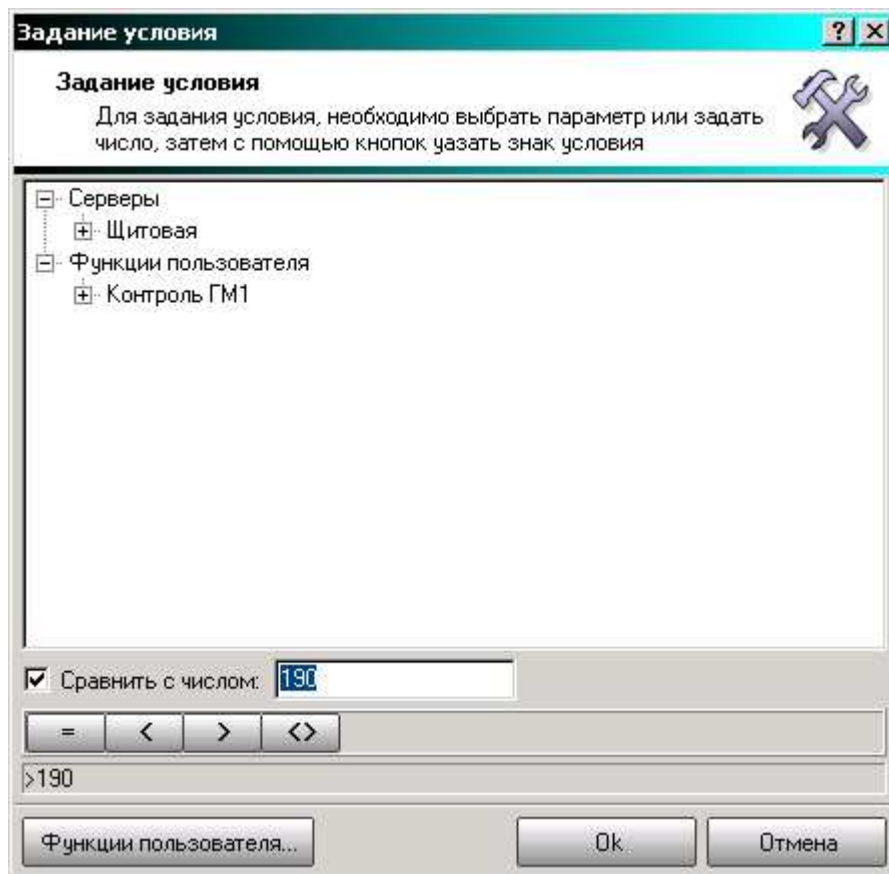 Задание условия
Задание условия
Для задания условия, необходимо выбрать параметр или задать
число, затем с помощью кнопок уазать знак условия
Серверы
Щитовая
Функции пользователя
Контроль ГМ1
Сравнить с числом: 190
= < > <>
>190
Функции пользователя... Ok Отмена